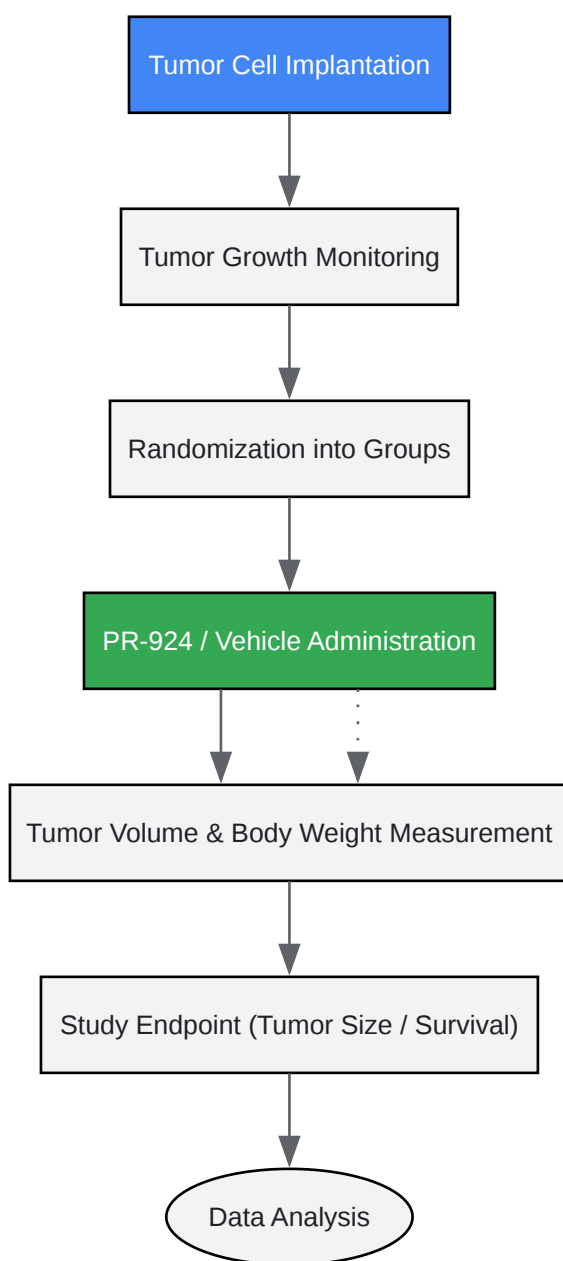 Tumor Cell Implantation
Tumor Growth Monitoring
Randomization into Groups
PR-924 / Vehicle Administration
Tumor Volume & Body Weight Measurement
Study Endpoint (Tumor Size / Survival)
Data Analysis